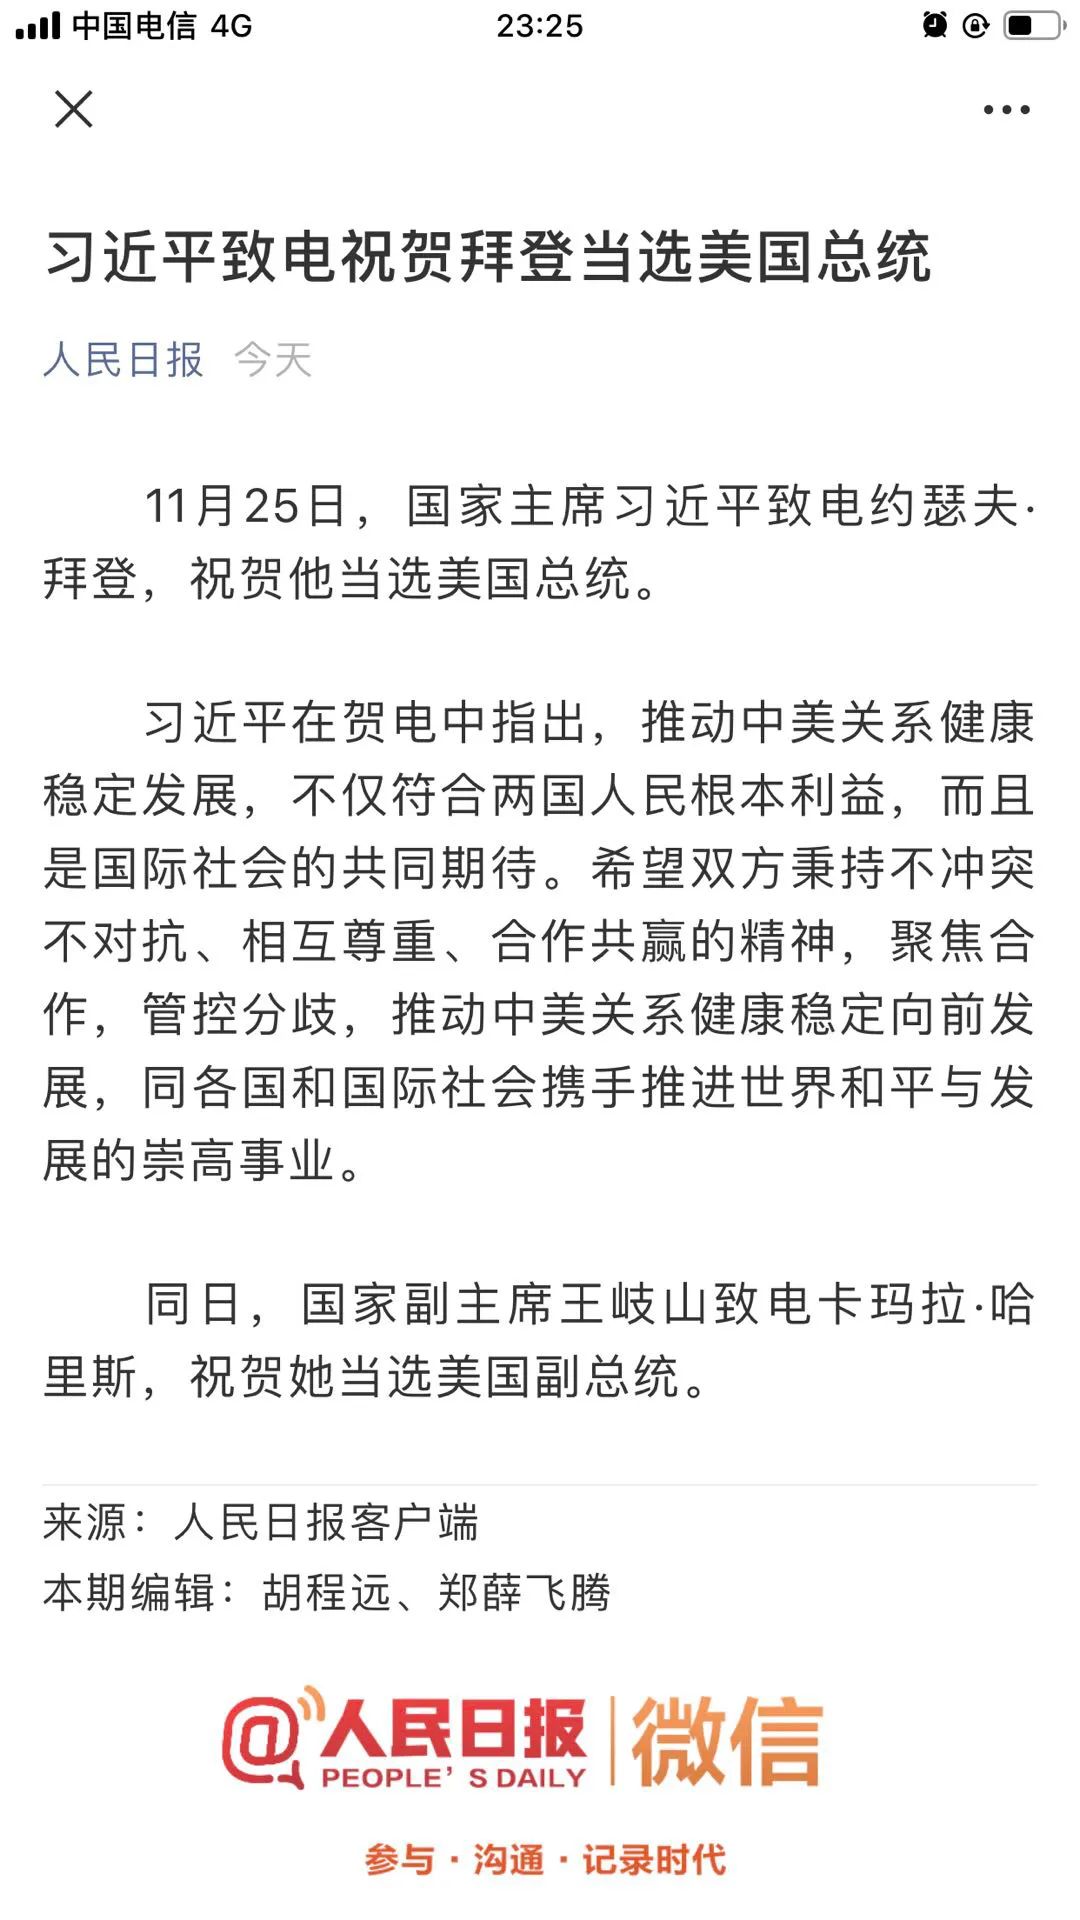 中国电信 4G 23:25
习近平致电祝贺拜登当选美国总统
人民日报 今天
11月25日，国家主席习近平致电约瑟夫·
拜登，祝贺他当选美国总统。
习近平在贺电中指出，推动中美关系健康
稳定发展，不仅符合两国人民根本利益，而且
是国际社会的共同期待。希望双方秉持不冲突
不对抗、相互尊重、合作共赢的精神，聚焦合
作，管控分歧，推动中美关系健康稳定向前发
展，同各国和国际社会携手推进世界和平与发
展的崇高事业。
同日，国家副主席王岐山致电卡玛拉·哈
里斯，祝贺她当选美国副总统。
来源：人民日报客户端
本期编辑：胡程远、郑薛飞腾
@人民日报 微信
PEOPLE'S DAILY
参与·沟通·记录时代